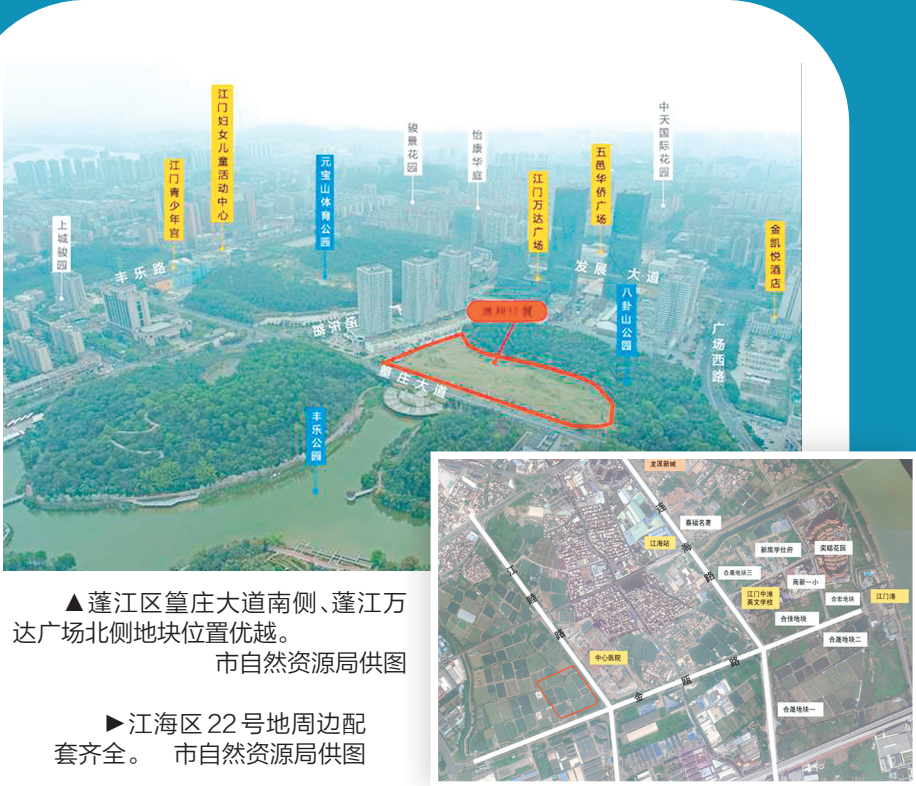 上城骏园
丰乐路
江门青少年宫
江门妇女儿童活动中心
元宝山体育公园
骏景花园
怡康华庭
江门万达广场
五邑华侨广场
发展大道
中天国际花园
金凯悦酒店
八卦山公园
广场西路
篁庄大道
丰乐公园
龙溪新城
嘉福名著
江海站
连海路
新旅学仕府
奕聪花园
合晟地块三
高新一小
江门中港
英文学校
合宏地块
江门港
合佳地块
合晟地块二
中心医院
金瓯路
合晟地块一
▲蓬江区篁庄大道南侧、蓬江万
达广场北侧地块位置优越。
市自然资源局供图
▶江海区22号地周边配
套齐全。 市自然资源局供图